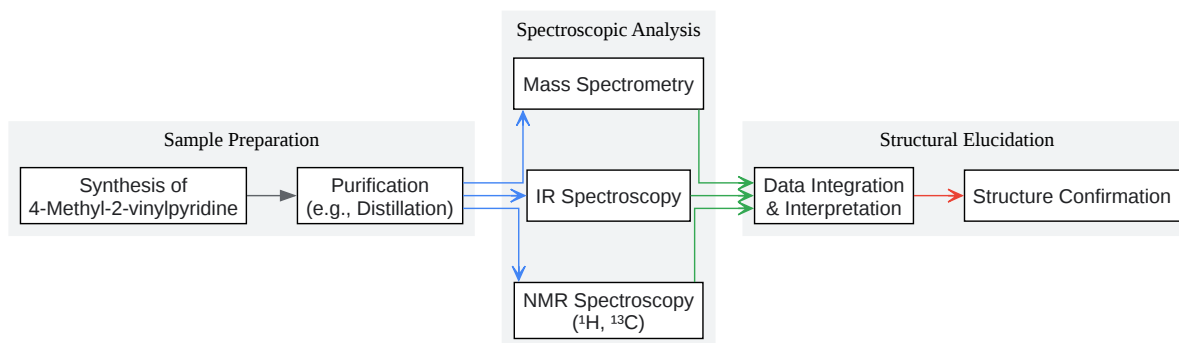 Sample Preparation
Synthesis of
4-Methyl-2-vinylpyridine
Purification
(e.g., Distillation)
Spectroscopic Analysis
Mass Spectrometry
IR Spectroscopy
NMR Spectroscopy
(¹H, ¹³C)
Structural Elucidation
Data Integration
& Interpretation
Structure Confirmation